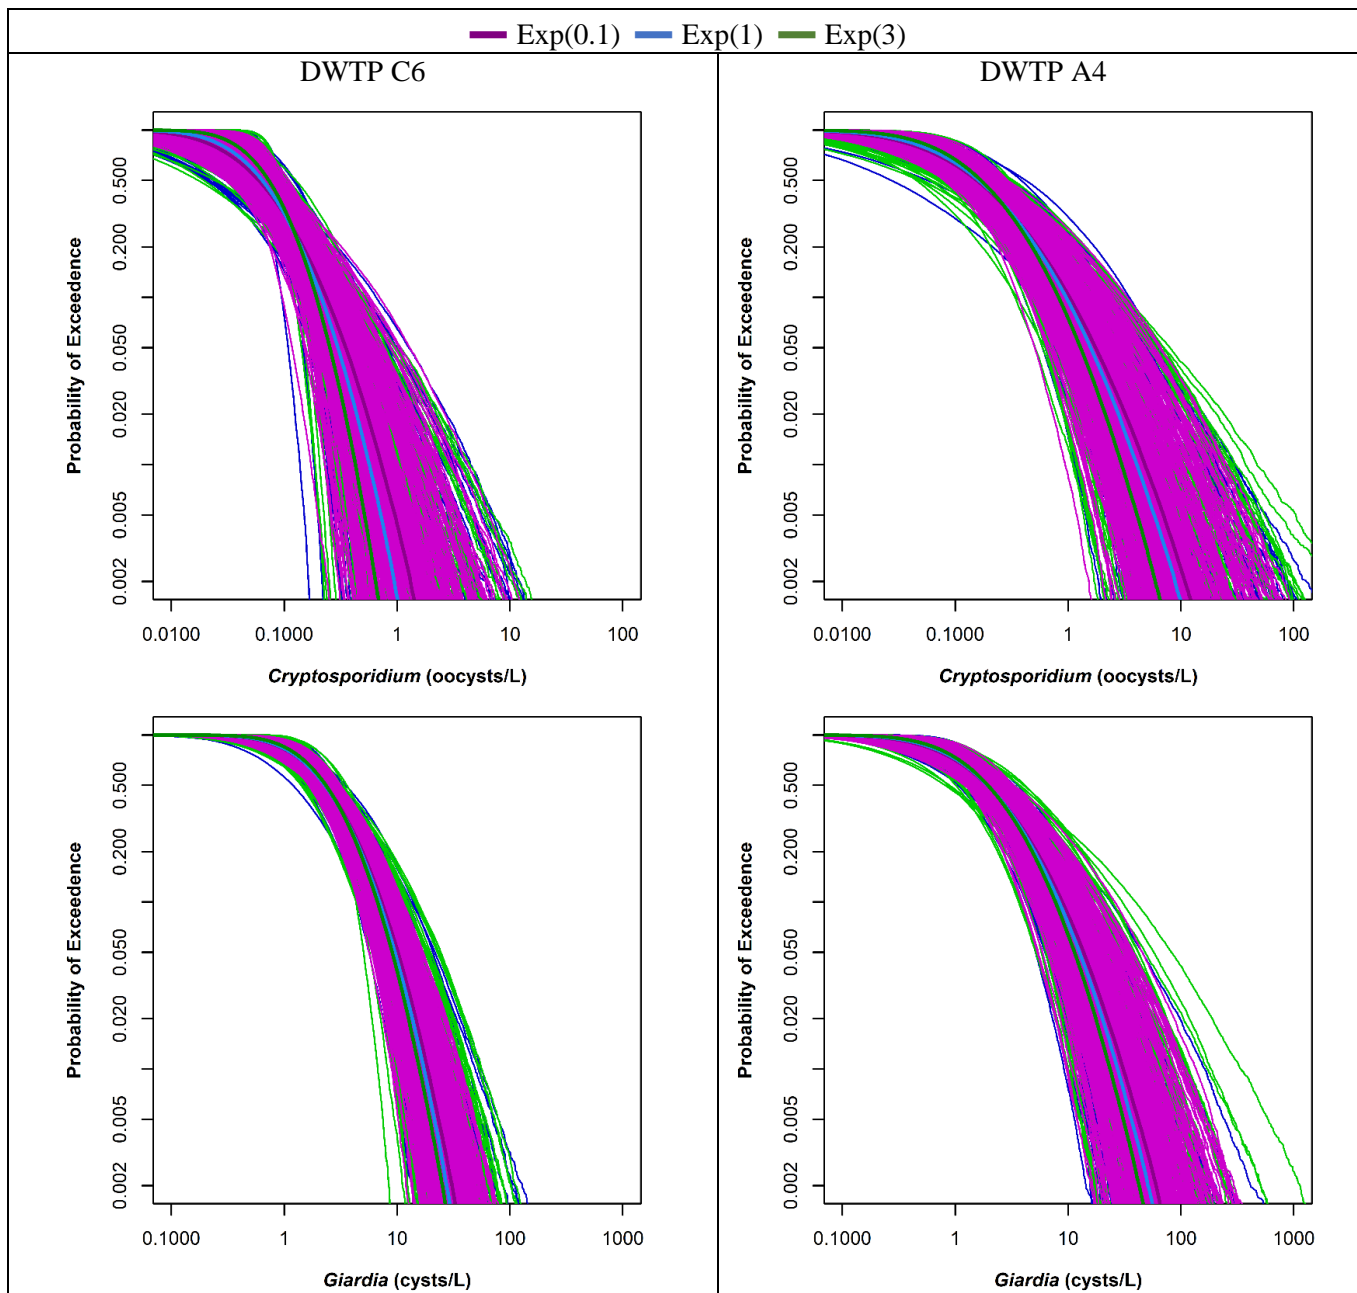 Exp(0.1) Exp(1) Exp(3)
DWTP C6
DWTP A4
Probability of Exceedence
0.500
0.200
0.050
0.020
0.005
0.002
0.0100 0.1000 1 10 100
Cryptosporidium (oocysts/L)
Probability of Exceedence
0.500
0.200
0.050
0.020
0.005
0.002
0.0100 0.1000 1 10 100
Cryptosporidium (oocysts/L)
Probability of Exceedence
0.500
0.200
0.050
0.020
0.005
0.002
0.1000 1 10 100 1000
Giardia (cysts/L)
Probability of Exceedence
0.500
0.200
0.050
0.020
0.005
0.002
0.1000 1 10 100 1000
Giardia (cysts/L)